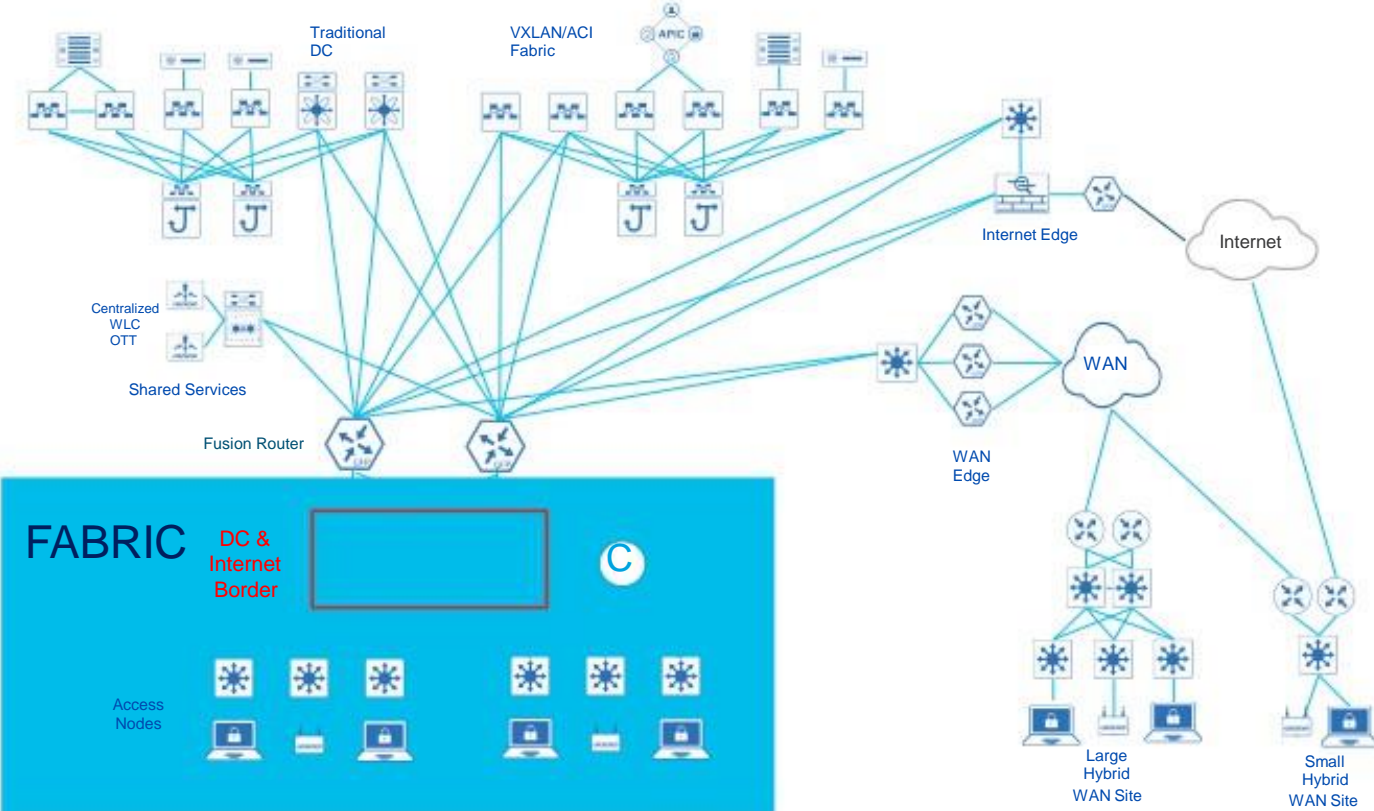 Traditional
DC
VXLAN/ACI
Fabric
APIC
Internet Edge
Internet
Centralized
WLC
OTT
Shared Services
WAN
Fusion Router
WAN
Edge
FABRIC
DC &
Internet
Border
C
Access
Nodes
Large
Hybrid
WAN Site
Small
Hybrid
WAN Site